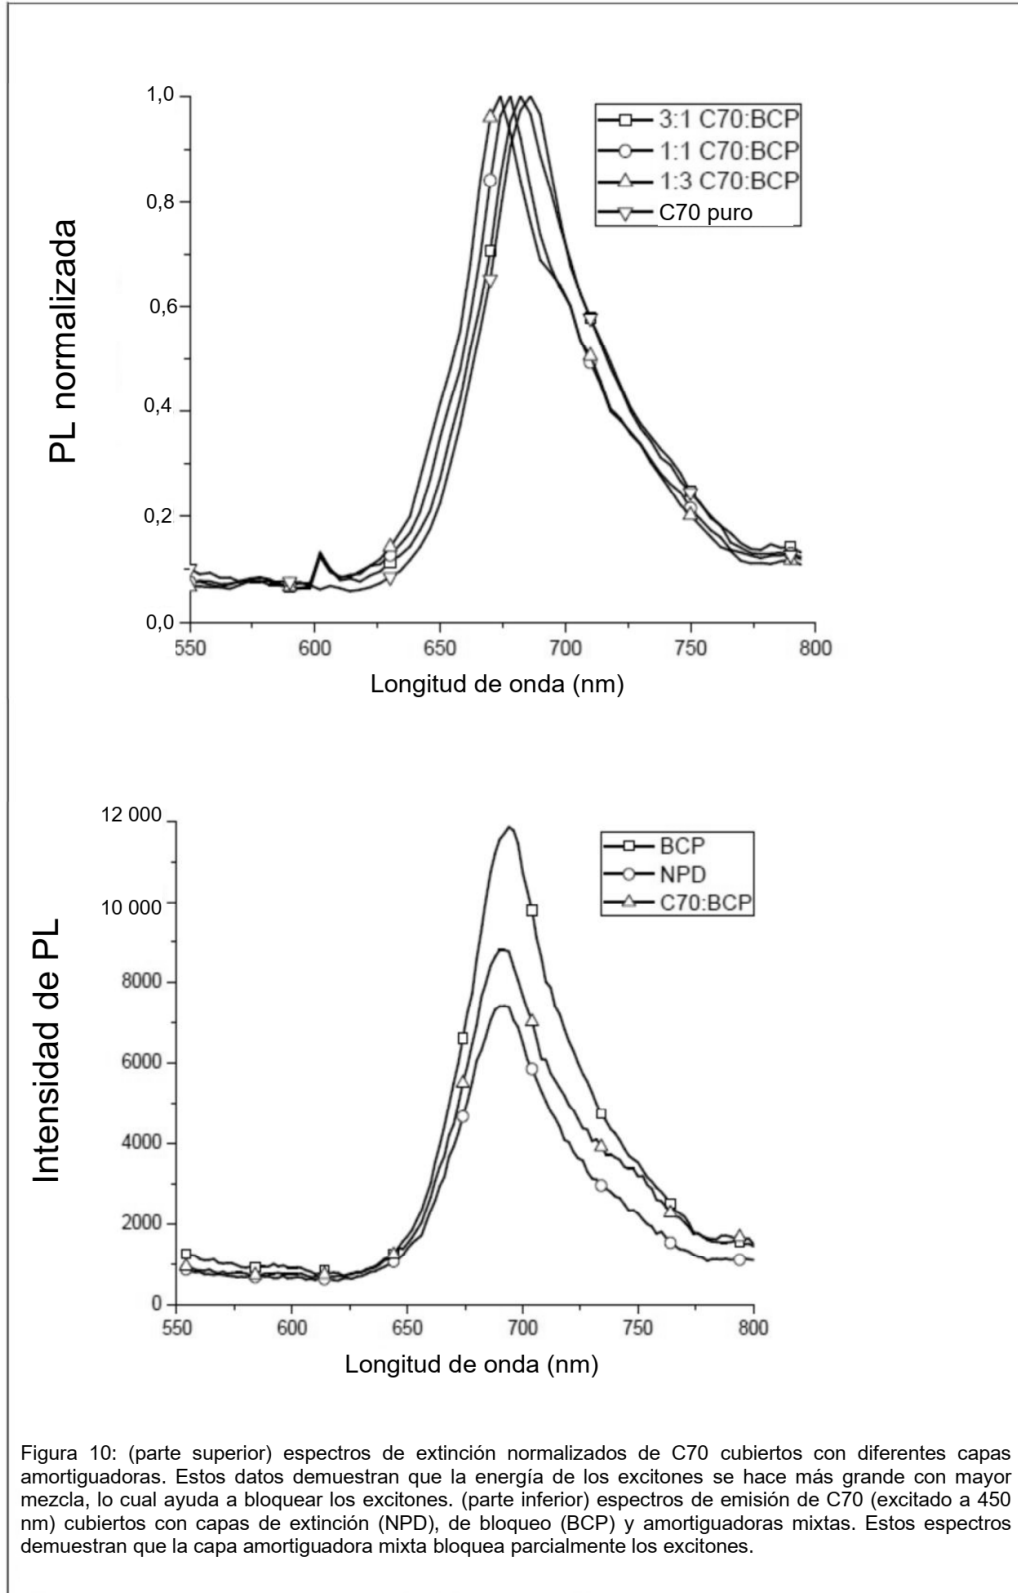 1,0
0,8
0,6
0,4
0,2
0,0
PL normalizada
3:1 C70:BCP
1:1 C70:BCP
1:3 C70:BCP
C70 puro
550 600 650 700 750 800
Longitud de onda (nm)
12 000
10 000
8000
6000
4000
2000
0
Intensidad de PL
BCP
NPD
C70:BCP
550 600 650 700 750 800
Longitud de onda (nm)
Figura 10: (parte superior) espectros de extinción normalizados de C70 cubiertos con diferentes capas
amortiguadoras. Estos datos demuestran que la energía de los excitones se hace más grande con mayor
mezcla, lo cual ayuda a bloquear los excitones. (parte inferior) espectros de emisión de C70 (excitado a 450
nm) cubiertos con capas de extinción (NPD), de bloqueo (BCP) y amortiguadoras mixtas. Estos espectros
demuestran que la capa amortiguadora mixta bloquea parcialmente los excitones.